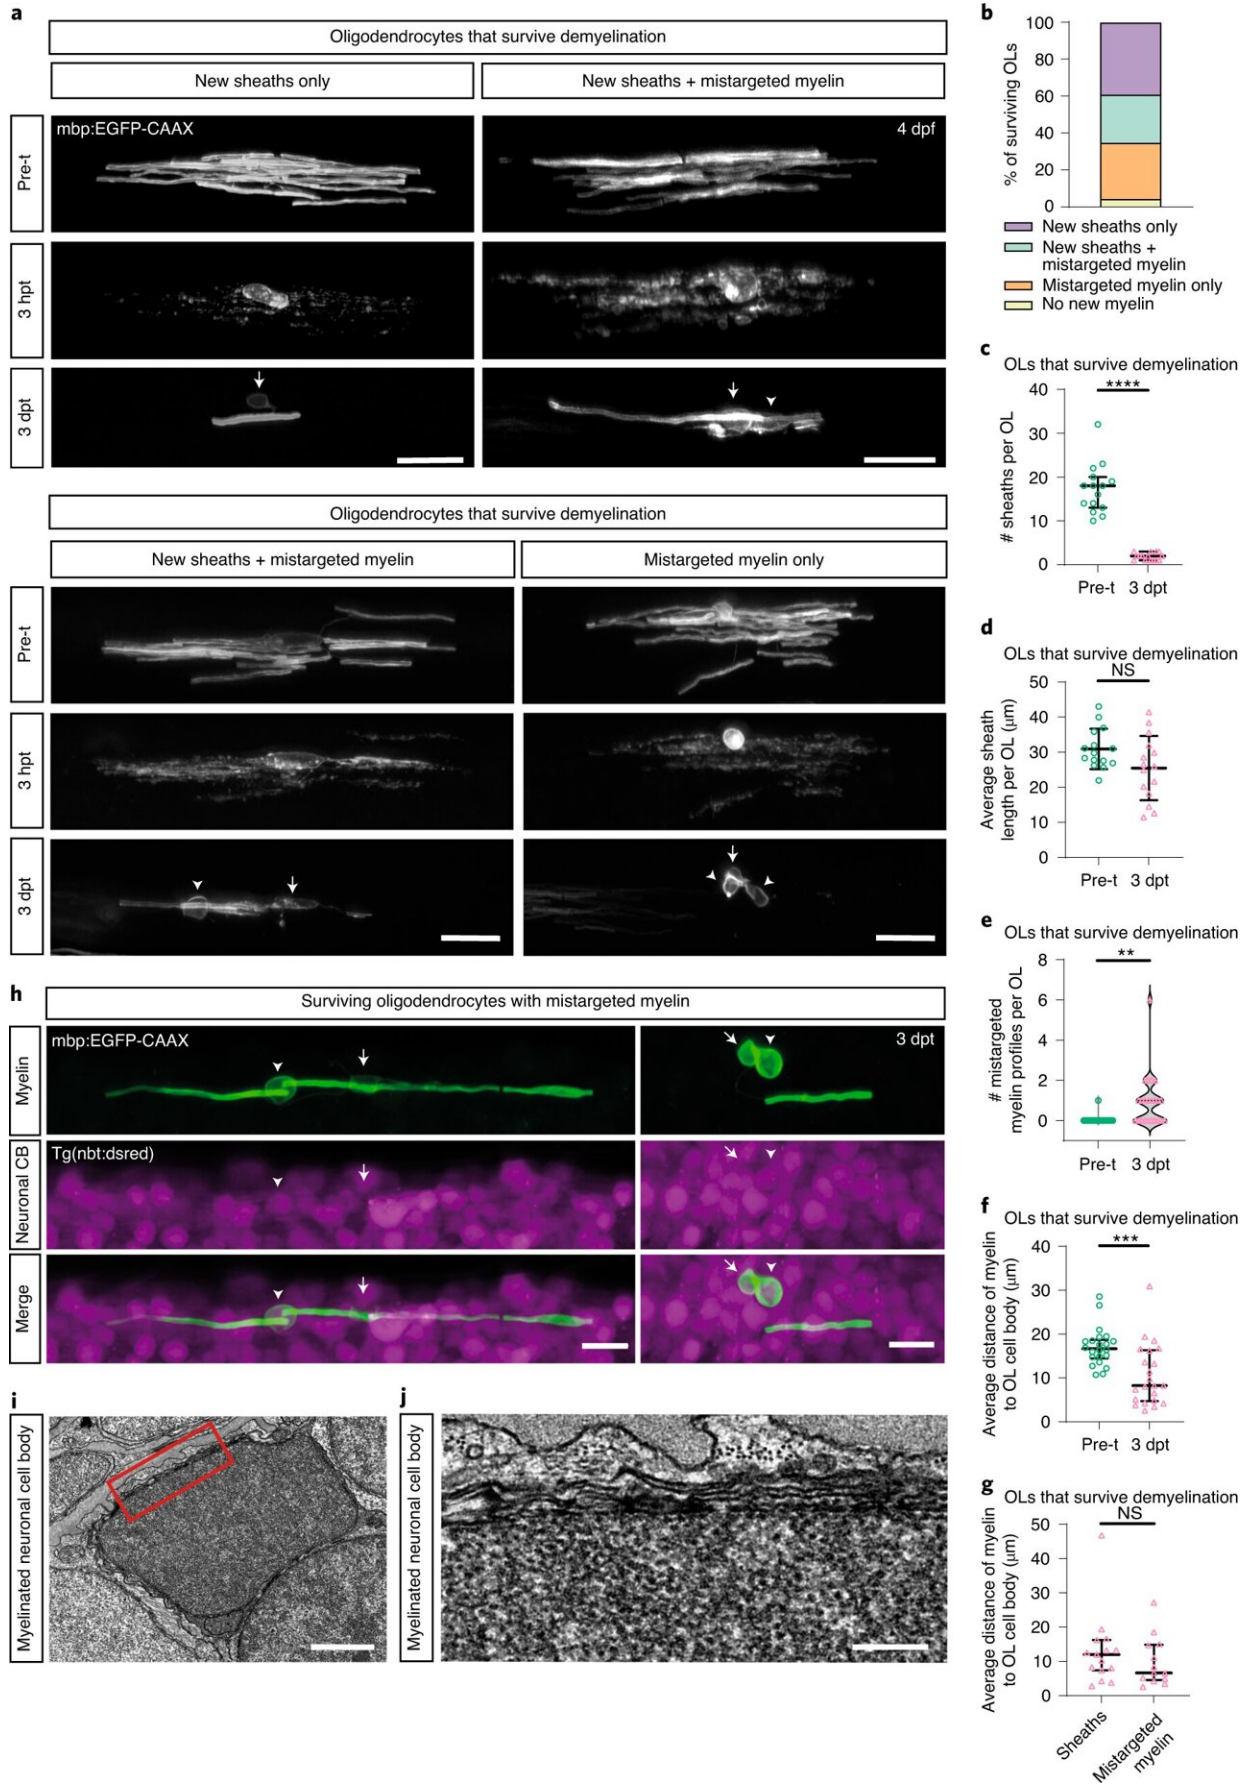 a
Oligodendrocytes that survive demyelination
New sheaths only
New sheaths + mistargeted myelin
Pre-t
mbp:EGFP-CAAX
4 dpf
3 hpt
3 dpt
Oligodendrocytes that survive demyelination
New sheaths + mistargeted myelin
Mistargeted myelin only
Pre-t
3 hpt
3 dpt
h
Surviving oligodendrocytes with mistargeted myelin
Myelin
mbp:EGFP-CAAX
3 dpt
Neuronal CB
Tg(nbt:dsred)
Merge
i
Myelinated neuronal cell body
j
Myelinated neuronal cell body
b
% of surviving OLs
100
80
60
40
20
0
New sheaths only
New sheaths +
mistargeted myelin
Mistargeted myelin only
No new myelin
c
OLs that survive demyelination
****
# sheaths per OL
40
30
20
10
0
Pre-t
3 dpt
d
OLs that survive demyelination
NS
Average sheath
length per OL (μm)
50
40
30
20
10
0
Pre-t
3 dpt
e
OLs that survive demyelination
**
# mistargeted
myelin profiles per OL
8
6
4
2
0
Pre-t
3 dpt
f
OLs that survive demyelination
***
Average distance of myelin
to OL cell body (μm)
40
30
20
10
0
Pre-t
3 dpt
g
OLs that survive demyelination
NS
Average distance of myelin
to OL cell body (μm)
50
40
30
20
10
0
Sheaths
Mistargeted
myelin